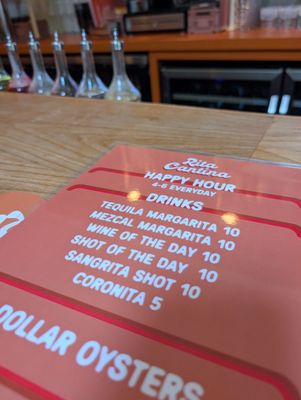 Rita
Cantina
HAPPY HOUR
4-6 EVERYDAY
DRINKS
TEQUILA MARGARITA 10
MEZCAL MARGARITA 10
WINE OF THE DAY 10
SHOT OF THE DAY 10
SANGRITA SHOT 10
CORONITA 5
DOLLAR OYSTERS